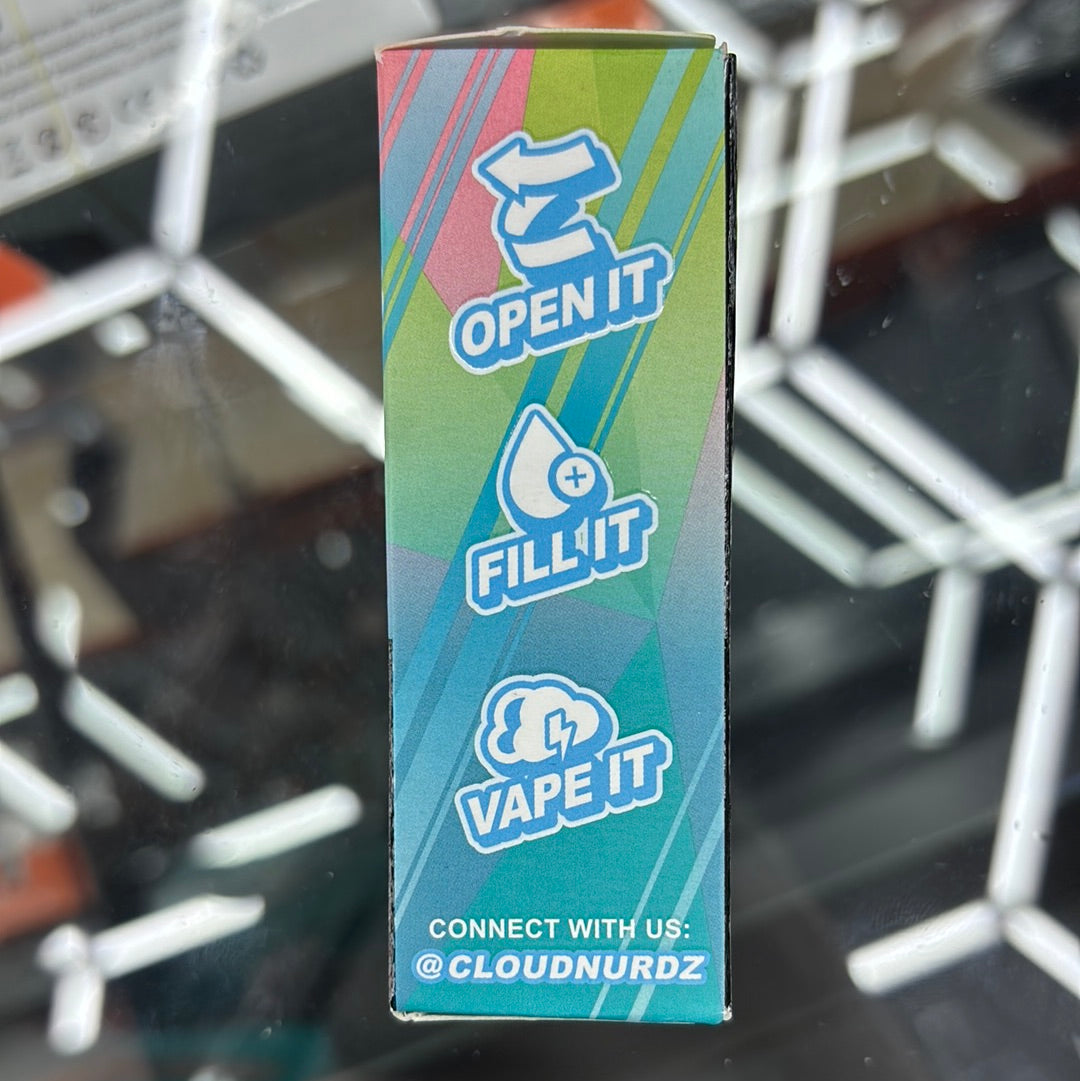 OPEN IT
FILL IT
VAPE IT
CONNECT WITH US:
@CLOUDNURDZ